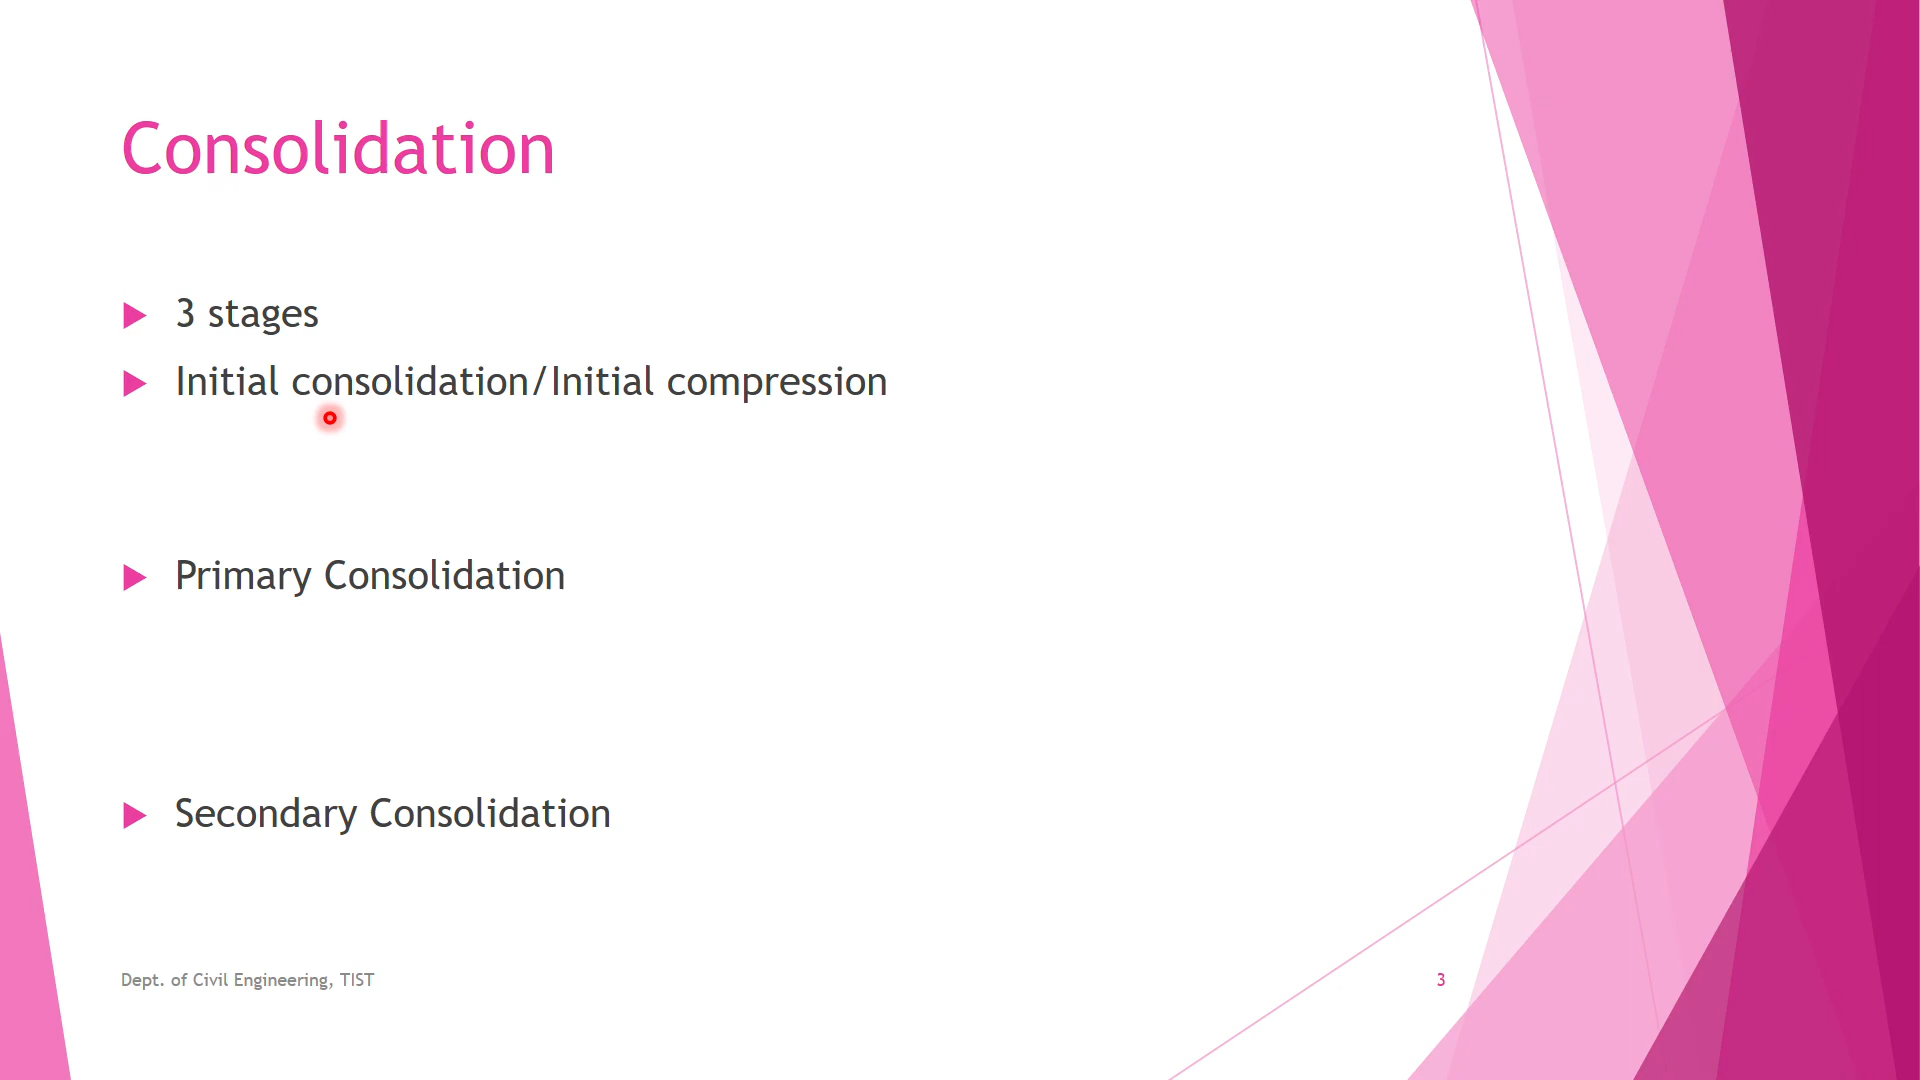 Consolidation
3 stages
Initial consolidation/Initial compression
Primary Consolidation
Secondary Consolidation
Dept. of Civil Engineering, TIST
3